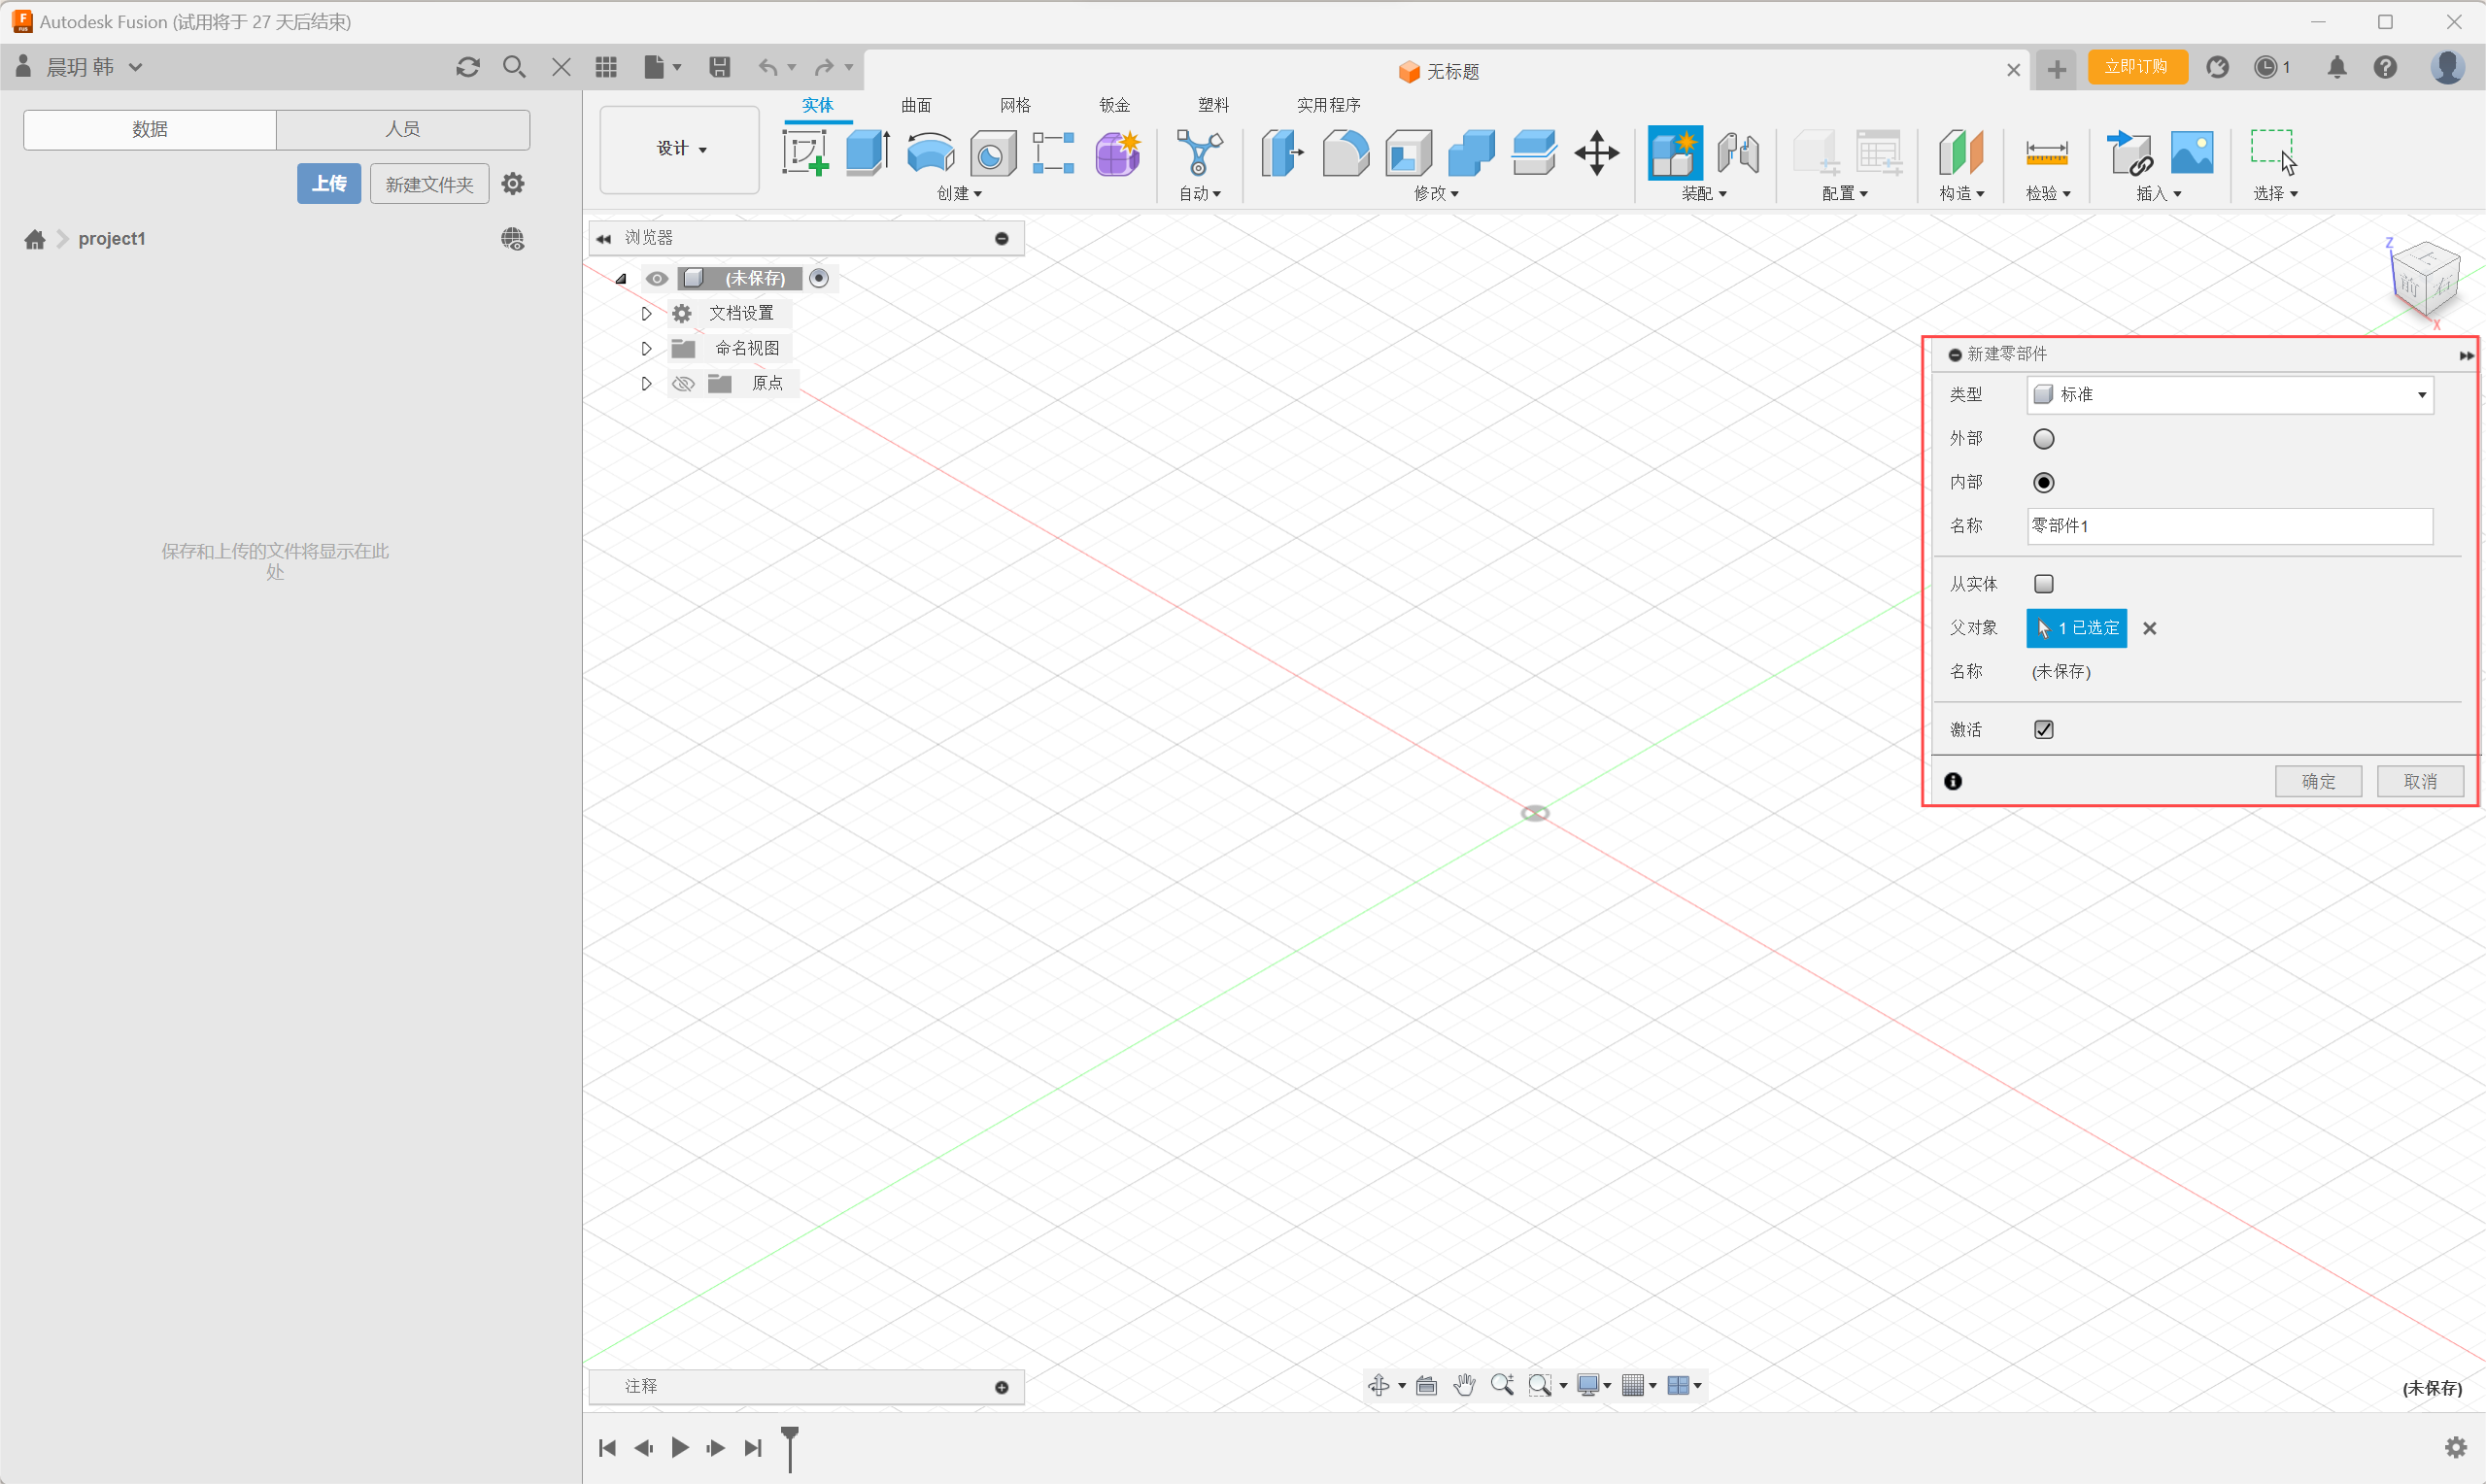 Autodesk Fusion (试用将于 27 天后结束)
晨玥 韩
无标题
立即订购
1
数据
人员
上传
新建文件夹
project1
保存和上传的文件将显示在此
处
设计
实体
曲面
网格
钣金
塑料
实用程序
创建
自动
修改
装配
配置
构造
检验
插入
选择
浏览器
(未保存)
文档设置
命名视图
原点
Z
上
前
右
X
新建零部件
类型
标准
外部
内部
名称
零部件1
从实体
父对象
1 已选定
名称
(未保存)
激活
确定
取消
注释
(未保存)